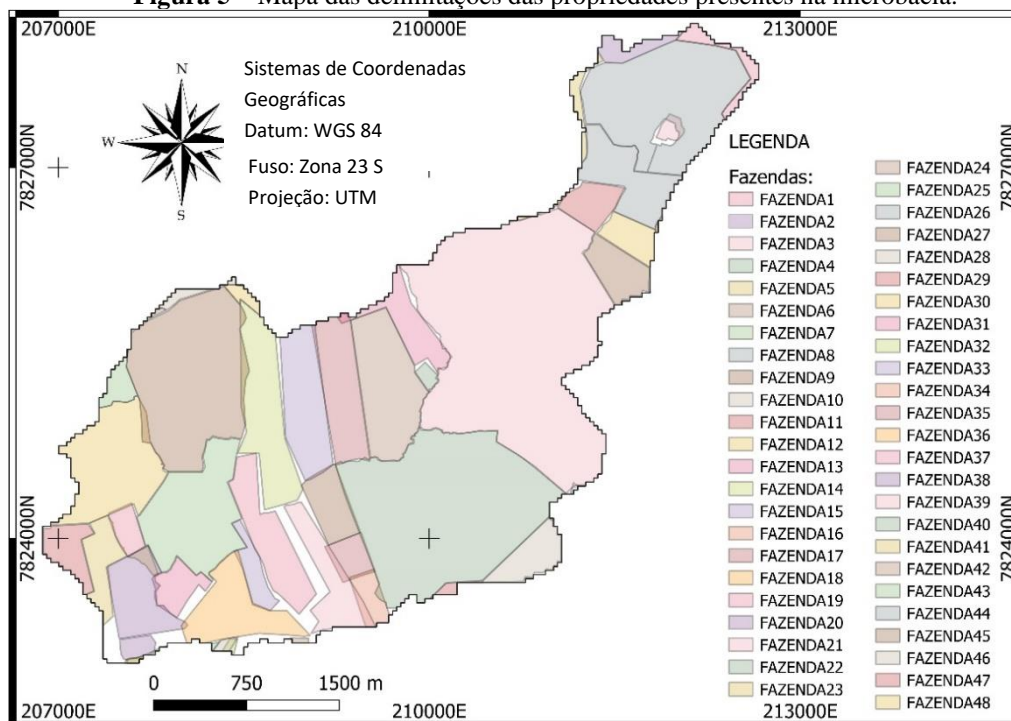 Figura 3 – Mapa das delimitações das propriedades presentes na microbacia.
207000E 210000E 213000E
N
W
S
Sistemas de Coordenadas
Geográficas
Datum: WGS 84
Fuso: Zona 23 S
Projeção: UTM
7827000N
7824000N
LEGENDA
Fazendas:
FAZENDA1
FAZENDA2
FAZENDA3
FAZENDA4
FAZENDA5
FAZENDA6
FAZENDA7
FAZENDA8
FAZENDA9
FAZENDA10
FAZENDA11
FAZENDA12
FAZENDA13
FAZENDA14
FAZENDA15
FAZENDA16
FAZENDA17
FAZENDA18
FAZENDA19
FAZENDA20
FAZENDA21
FAZENDA22
FAZENDA23
FAZENDA24
FAZENDA25
FAZENDA26
FAZENDA27
FAZENDA28
FAZENDA29
FAZENDA30
FAZENDA31
FAZENDA32
FAZENDA33
FAZENDA34
FAZENDA35
FAZENDA36
FAZENDA37
FAZENDA38
FAZENDA39
FAZENDA40
FAZENDA41
FAZENDA42
FAZENDA43
FAZENDA44
FAZENDA45
FAZENDA46
FAZENDA47
FAZENDA48
7827000N
7824000N
0 750 1500 m
207000E 210000E 213000E